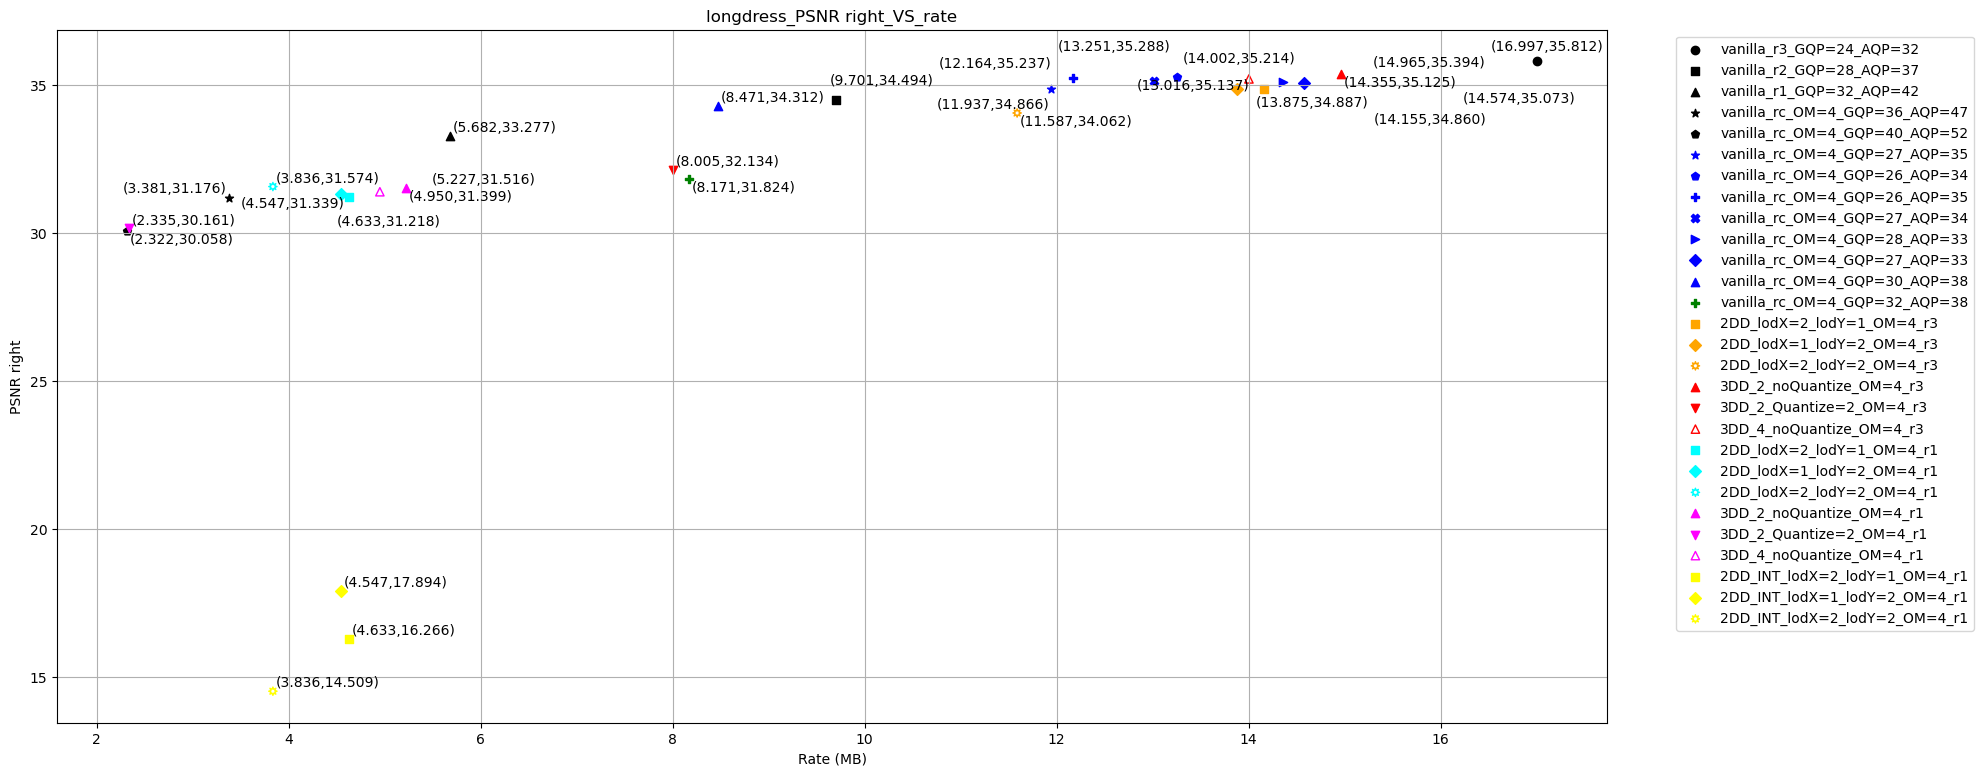 longdress_PSNR right_VS_rate
PSNR right
35
30
25
20
15
2
4
6
8
10
12
14
16
Rate (MB)
(16.997,35.812)
(13.251,35.288)
(14.002,35.214)
(14.965,35.394)
(12.164,35.237)
(9.701,34.494)
(13.016,35.137)
(14.355,35.125)
(8.471,34.312)
(11.937,34.866)
(13.875,34.887)
(14.574,35.073)
(11.587,34.062)
(14.155,34.860)
(5.682,33.277)
(8.005,32.134)
(8.171,31.824)
(3.836,31.574)
(5.227,31.516)
(3.381,31.176)
(4.547,31.339)
(4.950,31.399)
(4.633,31.218)
(2.335,30.161)
(2.322,30.058)
(4.547,17.894)
(4.633,16.266)
(3.836,14.509)
vanilla_r3_GQP=24_AQP=32
vanilla_r2_GQP=28_AQP=37
vanilla_r1_GQP=32_AQP=42
vanilla_rc_OM=4_GQP=36_AQP=47
vanilla_rc_OM=4_GQP=40_AQP=52
vanilla_rc_OM=4_GQP=27_AQP=35
vanilla_rc_OM=4_GQP=26_AQP=34
vanilla_rc_OM=4_GQP=26_AQP=35
vanilla_rc_OM=4_GQP=27_AQP=34
vanilla_rc_OM=4_GQP=28_AQP=33
vanilla_rc_OM=4_GQP=27_AQP=33
vanilla_rc_OM=4_GQP=30_AQP=38
vanilla_rc_OM=4_GQP=32_AQP=38
2DD_lodX=2_lodY=1_OM=4_r3
2DD_lodX=1_lodY=2_OM=4_r3
2DD_lodX=2_lodY=2_OM=4_r3
3DD_2_noQuantize_OM=4_r3
3DD_2_Quantize=2_OM=4_r3
3DD_4_noQuantize_OM=4_r3
2DD_lodX=2_lodY=1_OM=4_r1
2DD_lodX=1_lodY=2_OM=4_r1
2DD_lodX=2_lodY=2_OM=4_r1
3DD_2_noQuantize_OM=4_r1
3DD_2_Quantize=2_OM=4_r1
3DD_4_noQuantize_OM=4_r1
2DD_INT_lodX=2_lodY=1_OM=4_r1
2DD_INT_lodX=1_lodY=2_OM=4_r1
2DD_INT_lodX=2_lodY=2_OM=4_r1